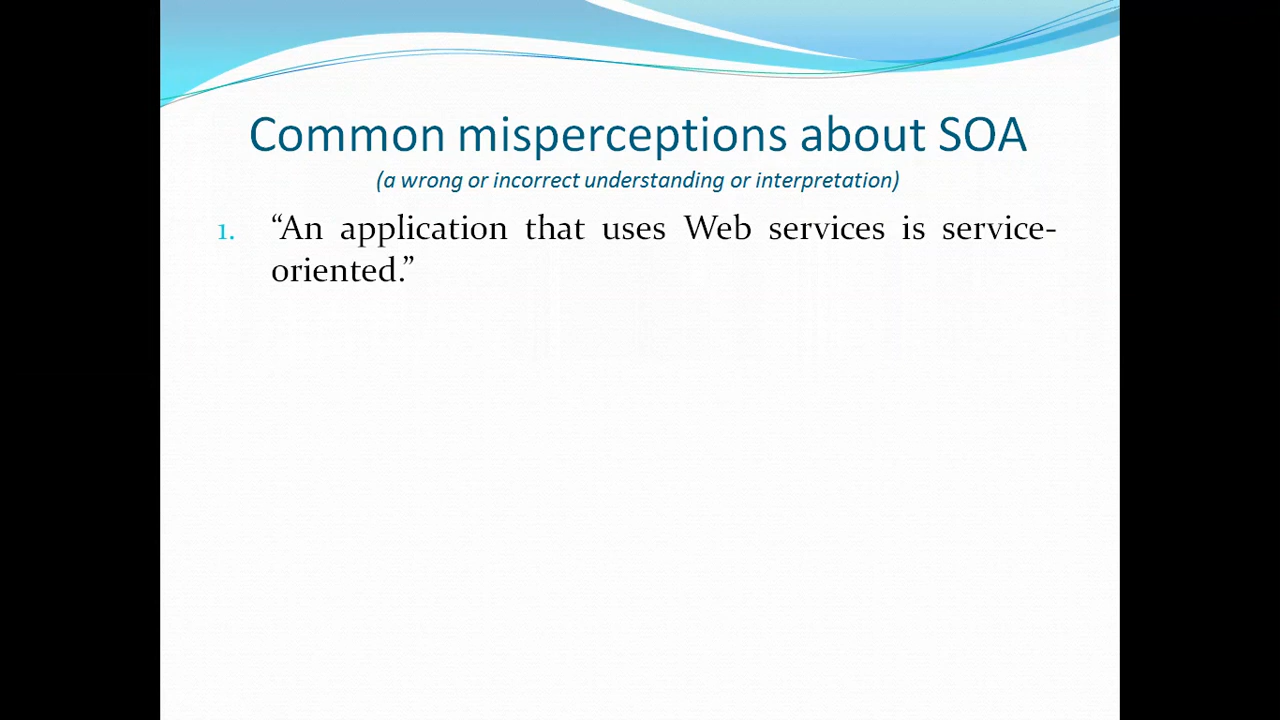 Common misperceptions about SOA
(a wrong or incorrect understanding or interpretation)
1. “An application that uses Web services is service-
oriented.”